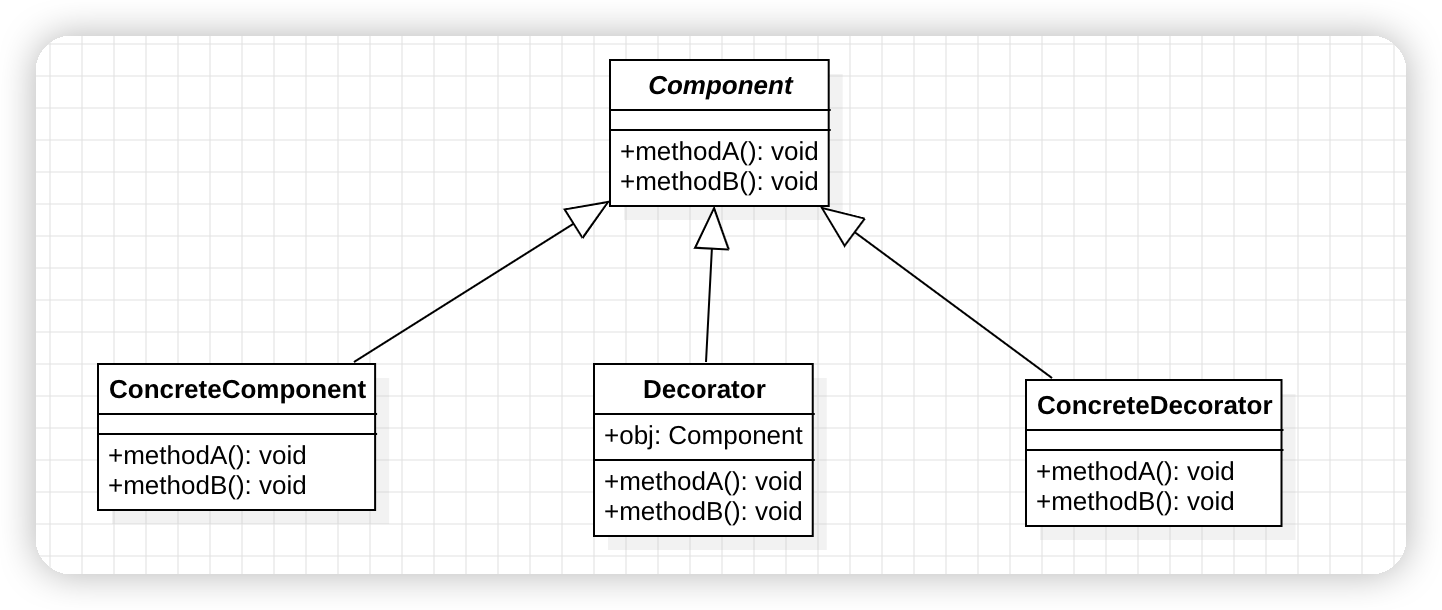 Component
+methodA(): void
+methodB(): void
ConcreteComponent
+methodA(): void
+methodB(): void
Decorator
+obj: Component
+methodA(): void
+methodB(): void
ConcreteDecorator
+methodA(): void
+methodB(): void